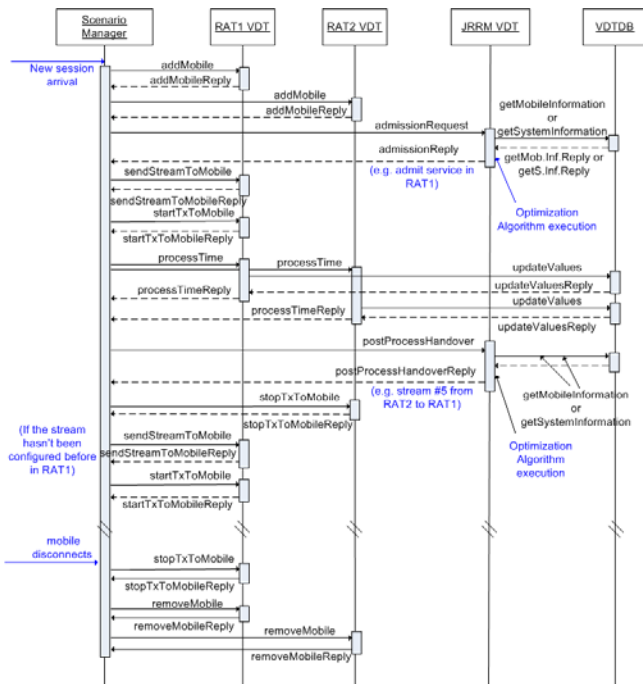 Scenario
Manager
RAT1 VDT
RAT2 VDT
JRRM VDT
VDTDB
New session
arrival
addMobile
addMobileReply
addMobile
addMobileReply
getMobileInformation
or
getSystemInformation
admissionRequest
admissionReply
getMob.Inf.Reply or
getS.Inf.Reply
(e.g. admit service in
RAT1)
sendStreamToMobile
sendStreamToMobileReply
Optimization
Algorithm execution
startTxToMobile
startTxToMobileReply
processTime
processTime
updateValues
updateValuesReply
processTimeReply
updateValues
processTimeReply
updateValuesReply
postProcessHandover
postProcessHandoverReply
(e.g. stream #5 from
RAT2 to RAT1)
getMobileInformation
or
getSystemInformation
stopTxToMobile
stopTxToMobileReply
(If the stream
hasn't been
configured before
in RAT1)
sendStreamToMobile
sendStreamToMobileReply
Optimization
Algorithm
execution
startTxToMobile
startTxToMobileReply
mobile
disconnects
stopTxToMobile
stopTxToMobileReply
removeMobile
removeMobileReply
removeMobile
removeMobileReply